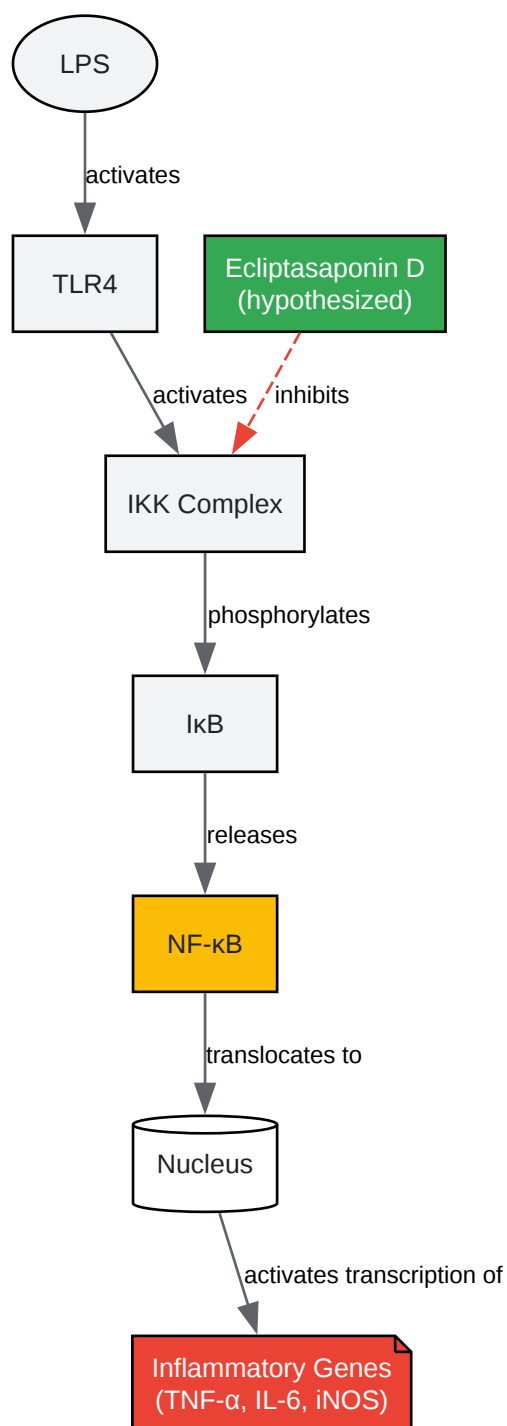 LPS
activates
TLR4
Ecliptasaponin D
(hypothesized)
activates
inhibits
IKK Complex
phosphorylates
IκB
releases
NF-κB
translocates to
Nucleus
activates transcription of
Inflammatory Genes
(TNF-α, IL-6, iNOS)